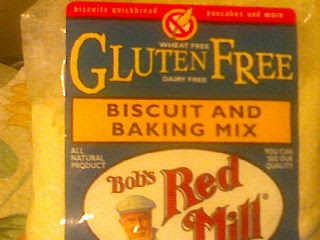 biscuits quickbread pancakes and more
WHEAT FREE
GLUTEN FREE
DAIRY FREE
BISCUIT AND
BAKING MIX
ALL
NATURAL
PRODUCT
YOU CAN
SEE OUR
QUALITY
Bob's
Red
Mill®